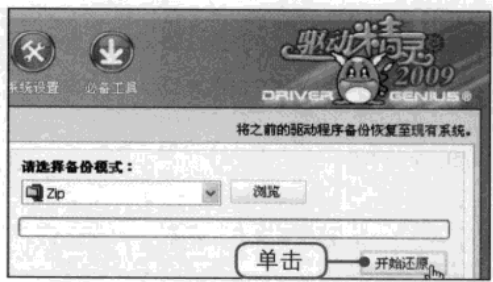 驱动精灵
2009
系统设置 必备工具
DRIVER GENIUS®
将之前的驱动程序备份恢复至现有系统。
请选择备份模式：
Zip 浏览
单击 开始还原